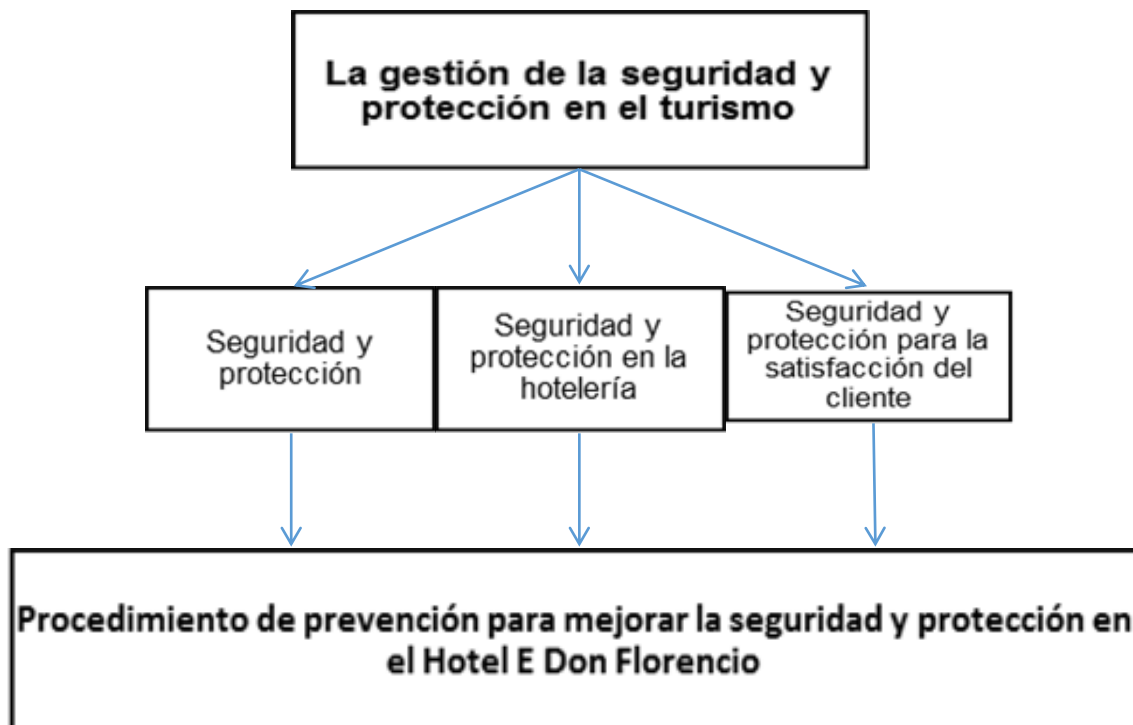 La gestión de la seguridad y
protección en el turismo
Seguridad y
protección
Seguridad y
protección en la
hotelería
Seguridad y
protección para la
satisfacción del
cliente
Procedimiento de prevención para mejorar la seguridad y protección en
el Hotel E Don Florencio